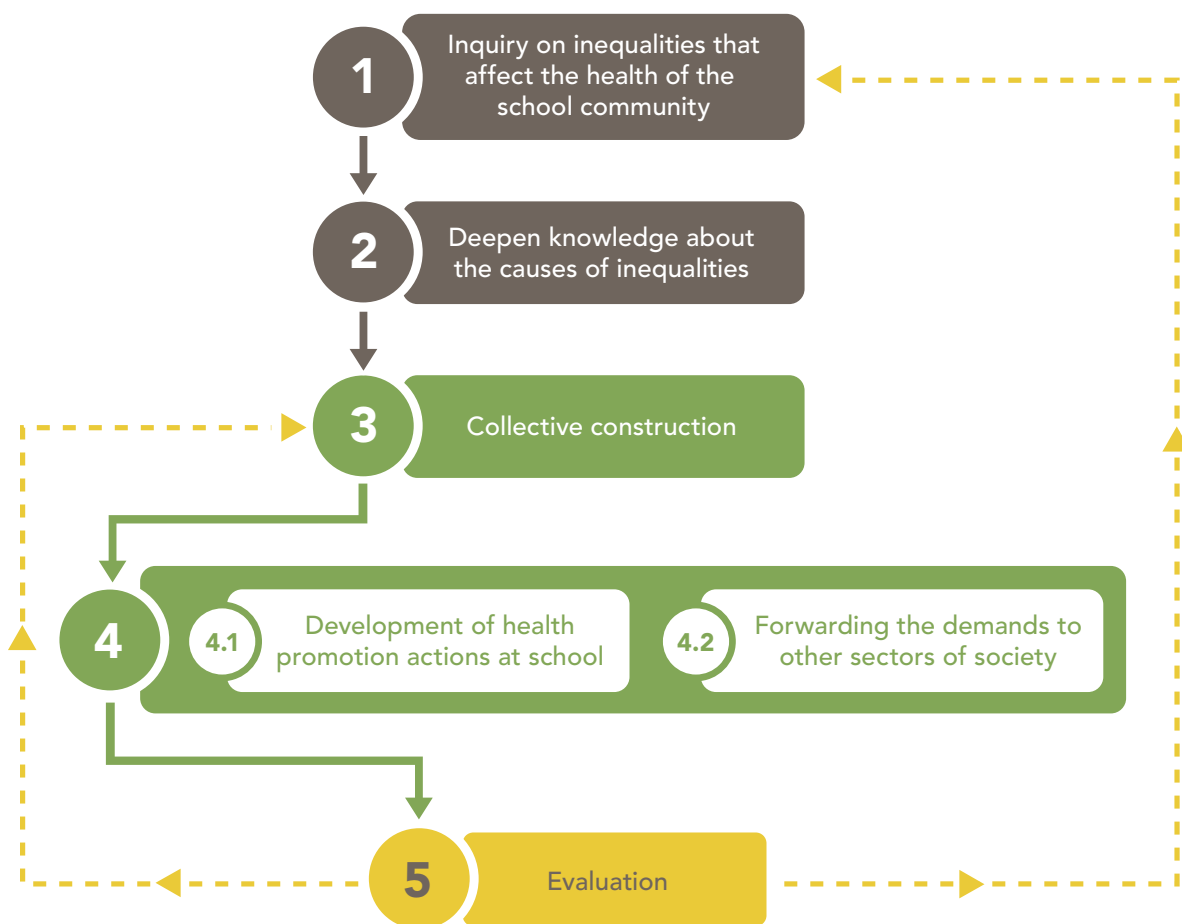 1
Inquiry on inequalities that
affect the health of the
school community
2
Deepen knowledge about
the causes of inequalities
3
Collective construction
4
4.1
Development of health
promotion actions at school
4.2
Forwarding the demands to
other sectors of society
5
Evaluation